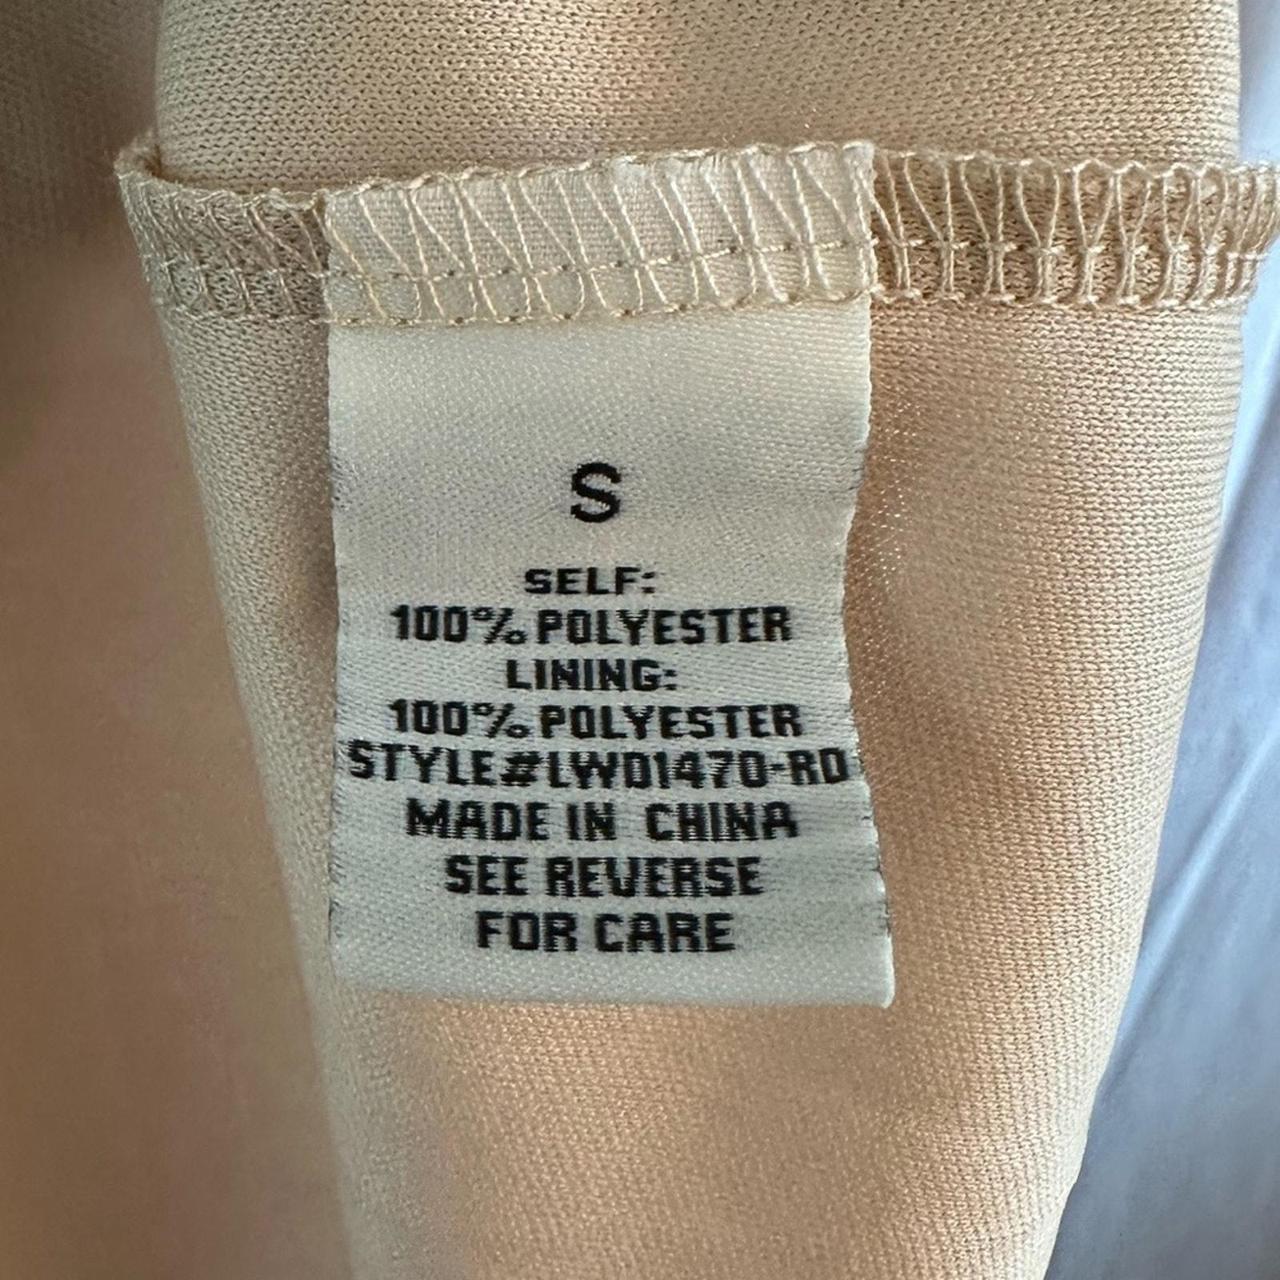 S
SELF:
100% POLYESTER
LINING:
100% POLYESTER
STYLE#LWD1470-RD
MADE IN CHINA
SEE REVERSE
FOR CARE